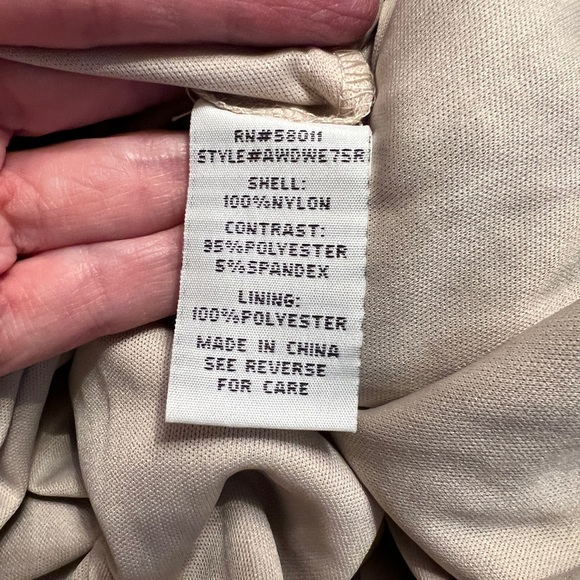 RN#58011
STYLE#AWDWE7SR
SHELL:
100%NYLON
CONTRAST:
95%POLYESTER
5%SPANDEX
LINING:
100%POLYESTER
MADE IN CHINA
SEE REVERSE
FOR CARE